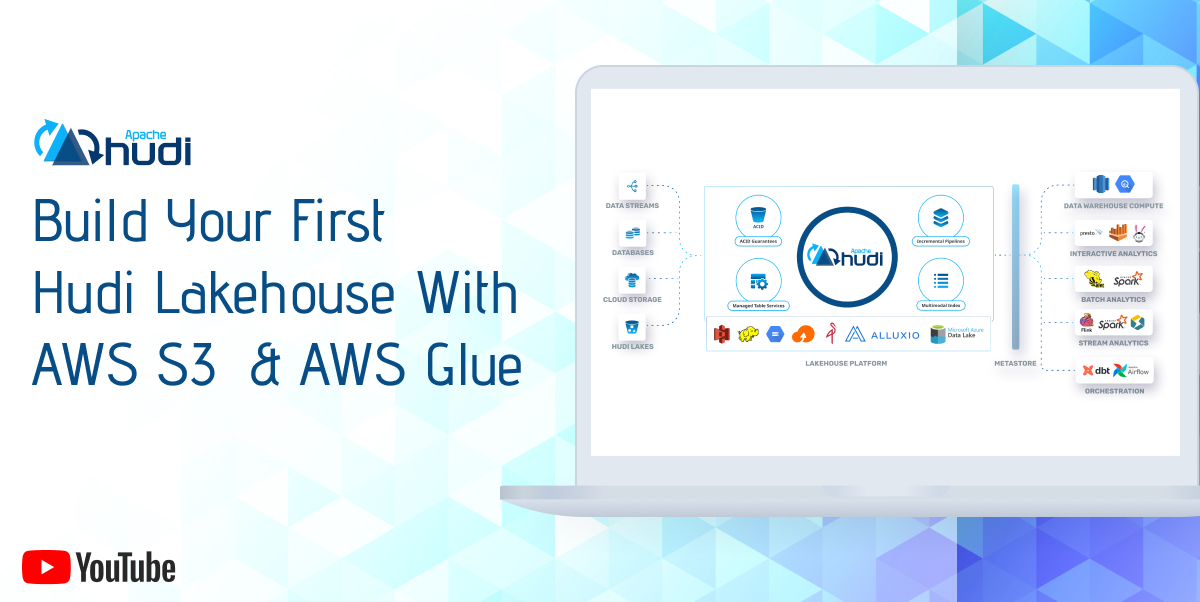 Apache
hudi
Build Your First
Hudi Lakehouse With
AWS S3 & AWS Glue
YouTube
DATA STREAMS
DATABASES
CLOUD STORAGE
HUDI LAKES
ACID
ACID Guarantees
Incremental Pipelines
Apache
hudi
Managed Table Services
Multimodal Index
ALLUXIO
Microsoft Azure
Data Lake
LAKEHOUSE PLATFORM
METASTORE
DATA WAREHOUSE COMPUTE
presto
INTERACTIVE ANALYTICS
HIVE
Spark
BATCH ANALYTICS
Flink
Spark
STREAM ANALYTICS
dbt
Airflow
ORCHESTRATION